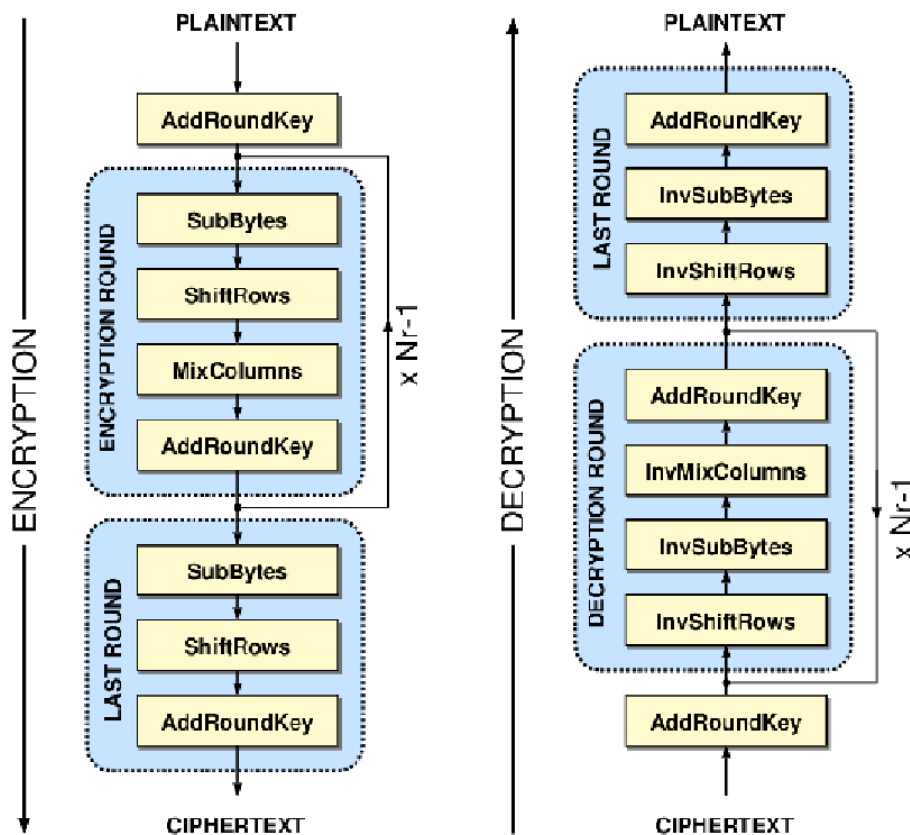 PLAINTEXT
AddRoundKey
SubBytes
ShiftRows
MixColumns
AddRoundKey
ENCRYPTION ROUND
x Nr-1
SubBytes
ShiftRows
AddRoundKey
LAST ROUND
CIPHERTEXT
ENCRYPTION
PLAINTEXT
AddRoundKey
InvSubBytes
InvShiftRows
LAST ROUND
AddRoundKey
InvMixColumns
InvSubBytes
InvShiftRows
DECRYPTION ROUND
x Nr-1
AddRoundKey
CIPHERTEXT
DECRYPTION